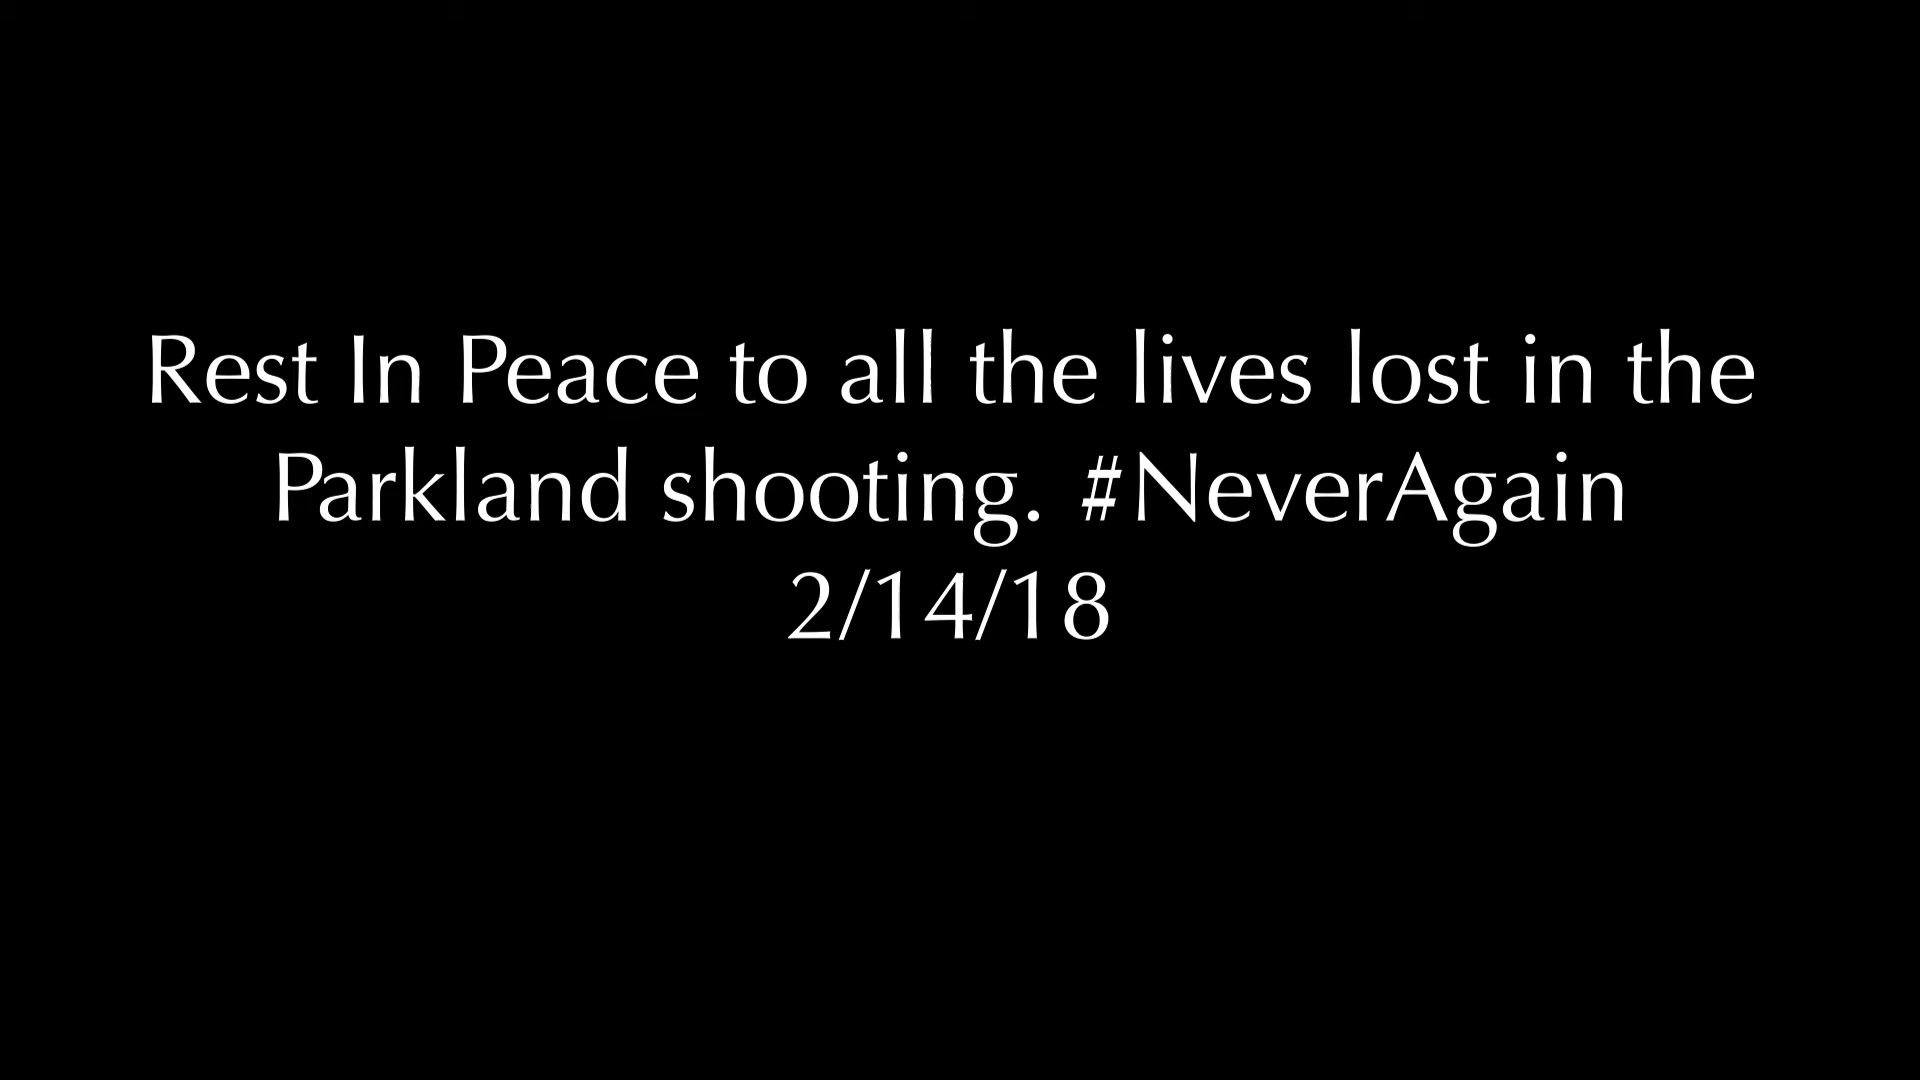 Rest In Peace to all the lives lost in the
Parkland shooting. #NeverAgain
2/14/18